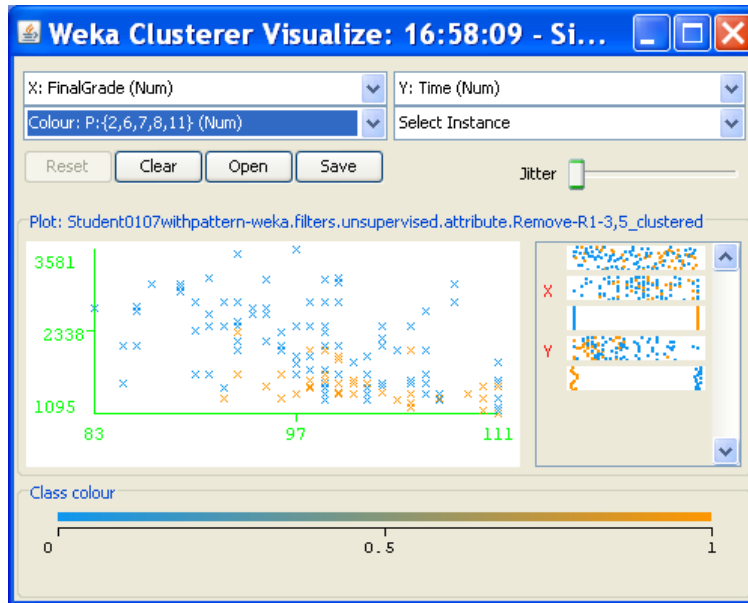 Weka Clusterer Visualize: 16:58:09 - Si...
X: FinalGrade (Num) Y: Time (Num)
Colour: P:{2,6,7,8,11} (Num) Select Instance
Reset Clear Open Save Jitter
Plot: Student0107withpattern-weka.filters.unsupervised.attribute.Remove-R1-3,5_clustered
3581
X
2338
Y
1095
83 97 111
Class colour
0 0.5 1